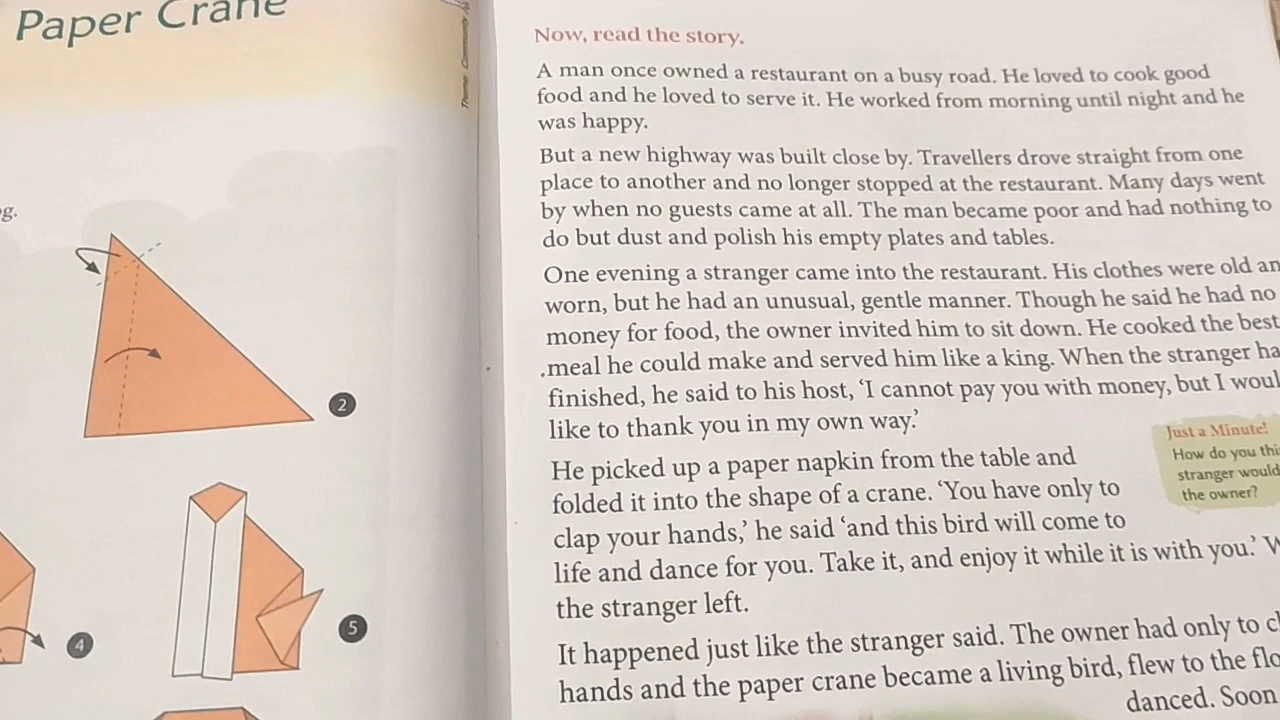 Paper Crane
Theme: Community
g.
2
4
5
Now, read the story.
A man once owned a restaurant on a busy road. He loved to cook good
food and he loved to serve it. He worked from morning until night and he
was happy.
But a new highway was built close by. Travellers drove straight from one
place to another and no longer stopped at the restaurant. Many days went
by when no guests came at all. The man became poor and had nothing to
do but dust and polish his empty plates and tables.
One evening a stranger came into the restaurant. His clothes were old an
worn, but he had an unusual, gentle manner. Though he said he had no
money for food, the owner invited him to sit down. He cooked the best
meal he could make and served him like a king. When the stranger ha
finished, he said to his host, ‘I cannot pay you with money, but I woul
like to thank you in my own way.’
Just a Minute!
How do you thi
stranger would
the owner?
He picked up a paper napkin from the table and
folded it into the shape of a crane. ‘You have only to
clap your hands,’ he said ‘and this bird will come to
life and dance for you. Take it, and enjoy it while it is with you.’ W
the stranger left.
It happened just like the stranger said. The owner had only to cl
hands and the paper crane became a living bird, flew to the flo
danced. Soon